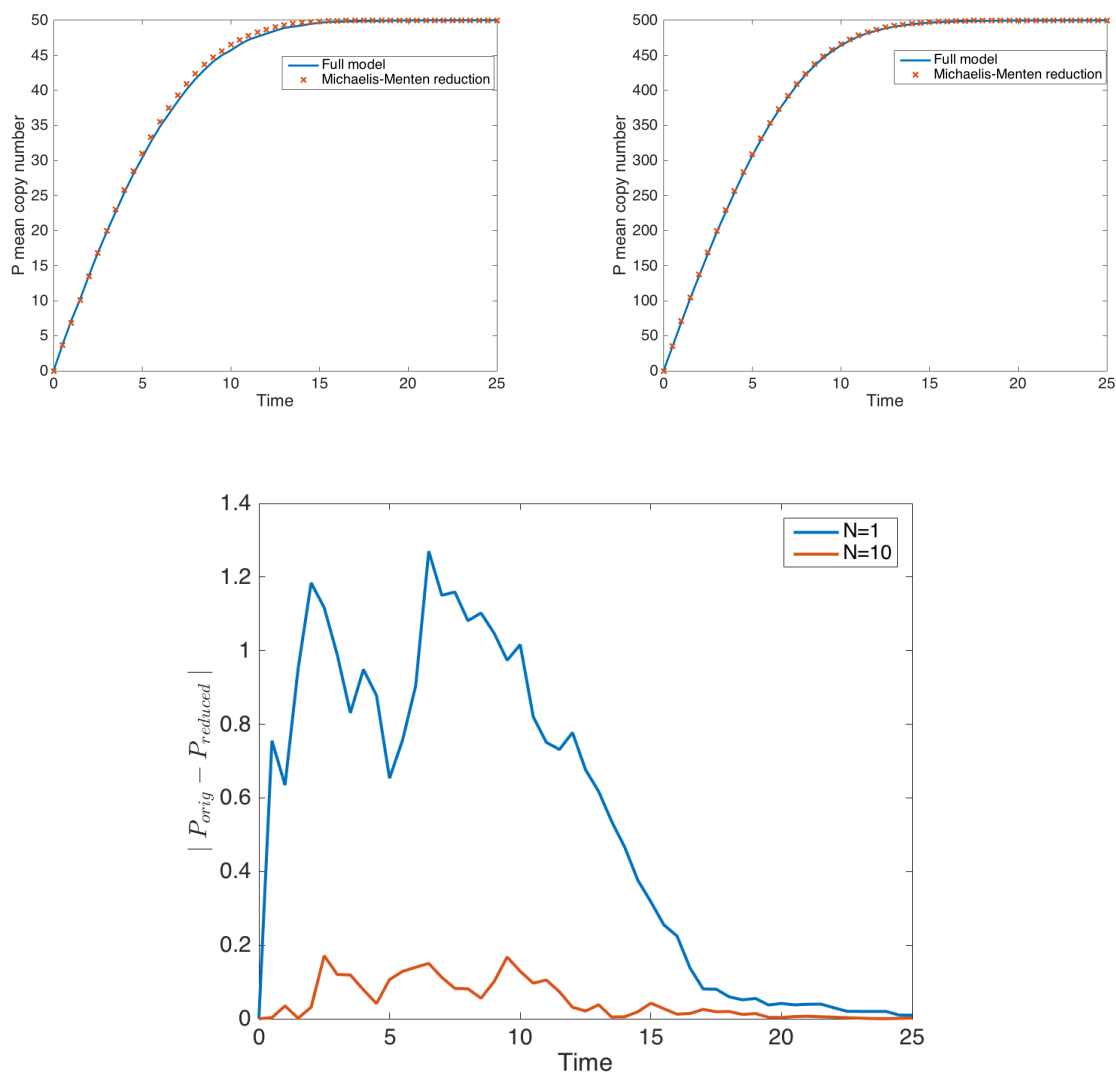 50
45
40
35
30
25
20
15
10
5
0
P mean copy number
Full model
Michaelis-Menten reduction
0 5 10 15 20 25
Time
500
450
400
350
300
250
200
150
100
50
0
P mean copy number
Full model
Michaelis-Menten reduction
0 5 10 15 20 25
Time
1.4
1.2
1
0.8
0.6
0.4
0.2
0
| P_orig − P_reduced |
N=1
N=10
0 5 10 15 20 25
Time